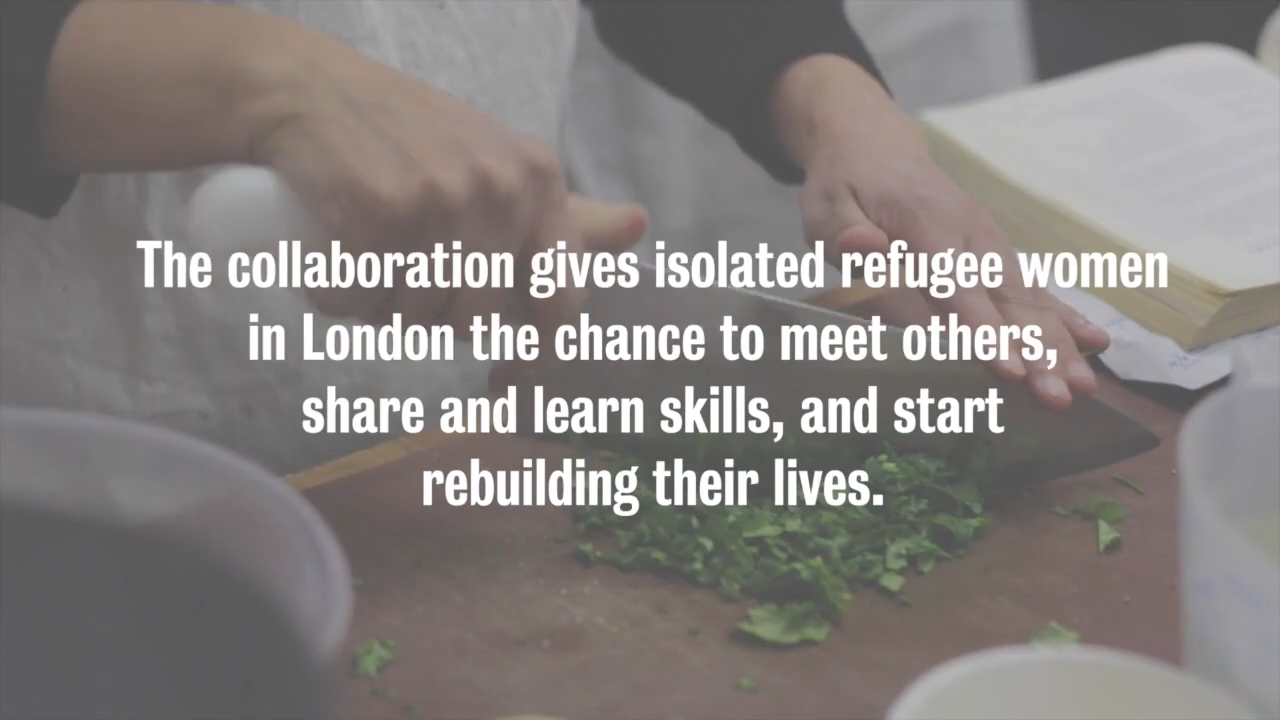 The collaboration gives isolated refugee women
in London the chance to meet others,
share and learn skills, and start
rebuilding their lives.